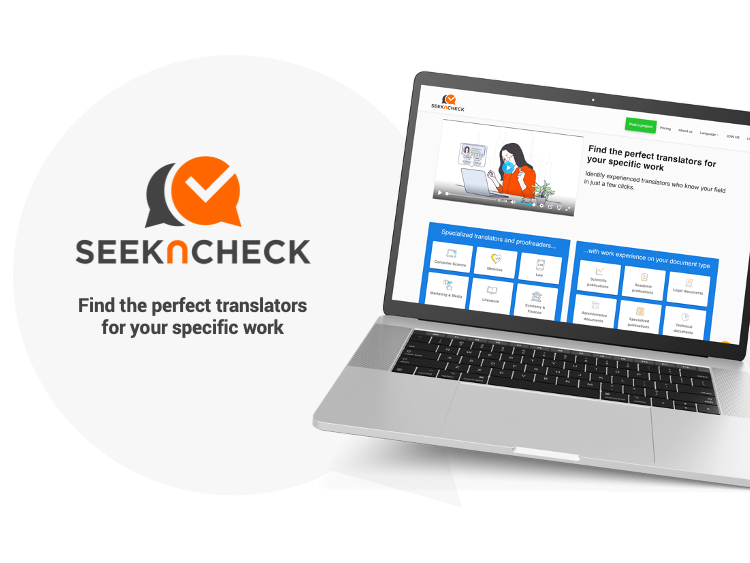 SEEKnCHECK
Find the perfect translators
for your specific work
SEEKnCHECK
Pricing
About us
Language
JOIN US
Find the perfect translators for
your specific work
Identify experienced translators who know your field
in just a few clicks.
Specialized translators and proofreaders...
Computer Science
Medicine
Law
Marketing & Media
Literature
Economy &
Finance
...with work experience on your document type
Scientific
publications
Academic
publications
Legal documents
Administrative
documents
Specialized
publications
Technical
documents